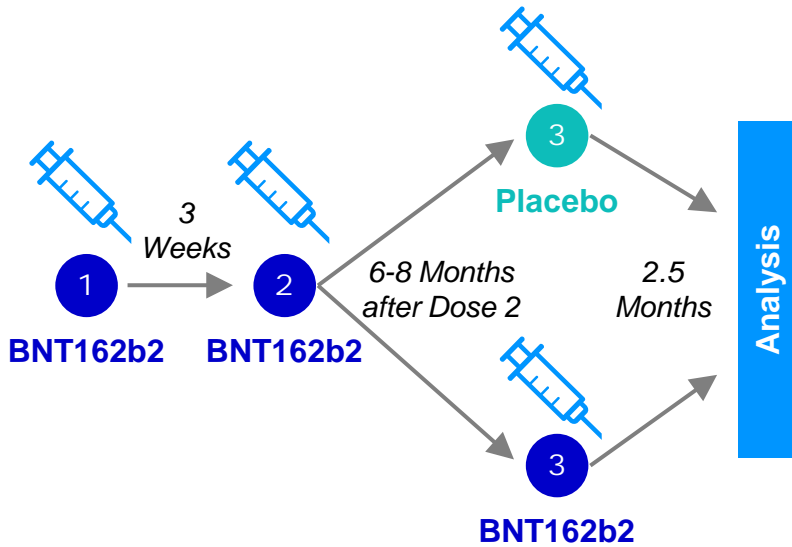 3
Placebo
3
Weeks
1
BNT162b2
2
BNT162b2
6-8 Months
after Dose 2
2.5
Months
3
BNT162b2
Analysis